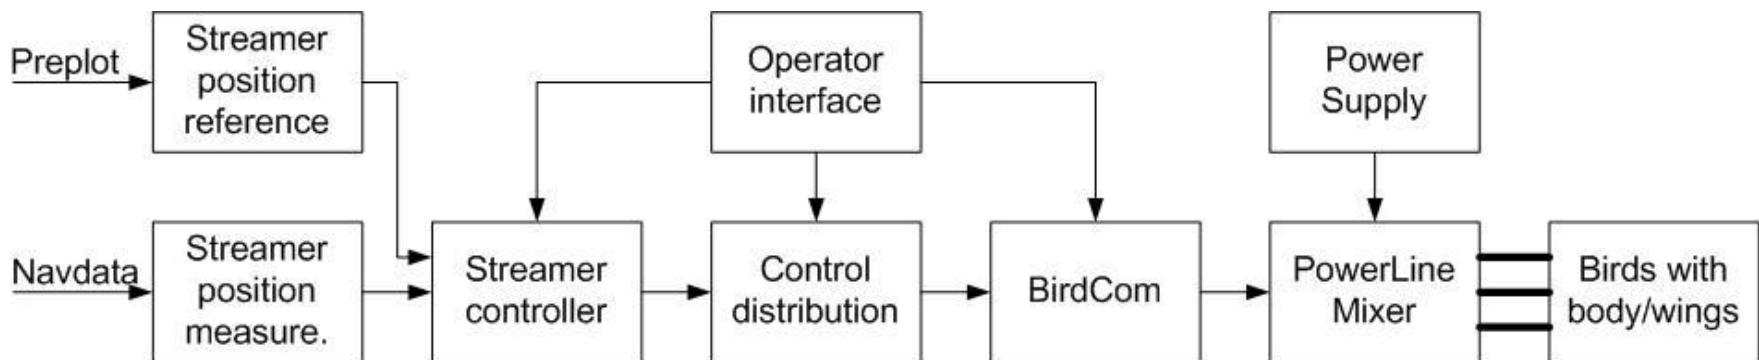 Preplot
Streamer
position
reference
Operator
interface
Power
Supply
Navdata
Streamer
position
measure.
Streamer
controller
Control
distribution
BirdCom
PowerLine
Mixer
Birds with
body/wings